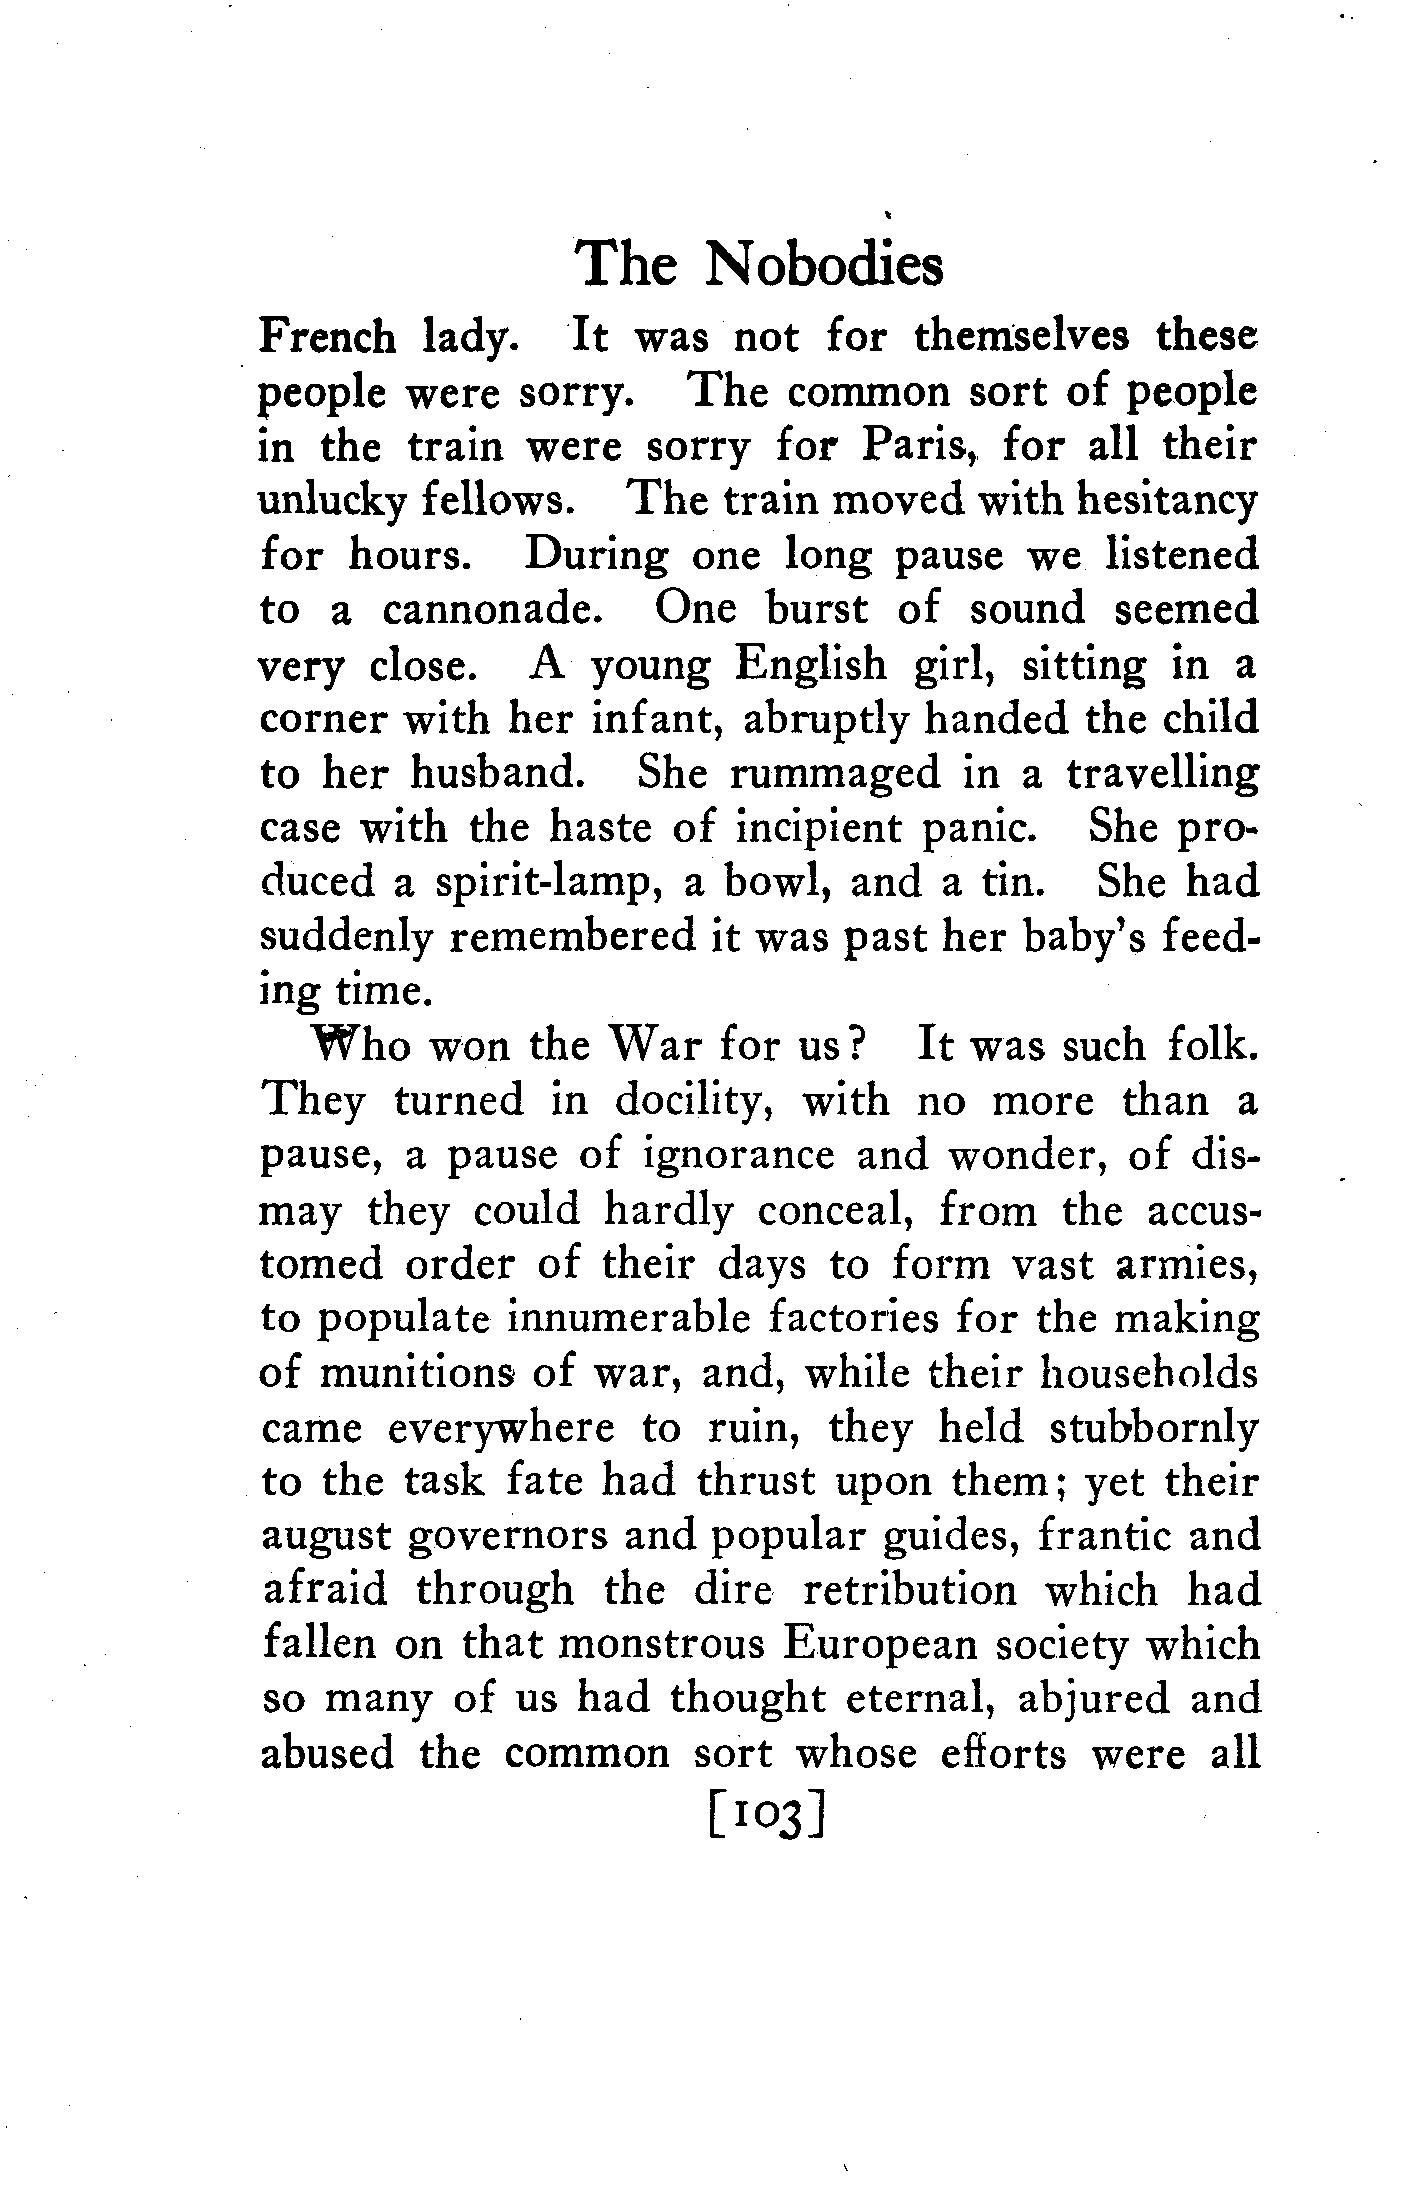 The Nobodies
French lady. It was not for themselves these
people were sorry. The common sort of people
in the train were sorry for Paris, for all their
unlucky fellows. The train moved with hesitancy
for hours. During one long pause we listened
to a cannonade. One burst of sound seemed
very close. A young English girl, sitting in a
corner with her infant, abruptly handed the child
to her husband. She rummaged in a travelling
case with the haste of incipient panic. She pro-
duced a spirit-lamp, a bowl, and a tin. She had
suddenly remembered it was past her baby's feed-
ing time.
Who won the War for us? It was such folk.
They turned in docility, with no more than a
pause, a pause of ignorance and wonder, of dis-
may they could hardly conceal, from the accus-
tomed order of their days to form vast armies,
to populate innumerable factories for the making
of munitions of war, and, while their households
came everywhere to ruin, they held stubbornly
to the task fate had thrust upon them; yet their
august governors and popular guides, frantic and
afraid through the dire retribution which had
fallen on that monstrous European society which
so many of us had thought eternal, abjured and
abused the common sort whose efforts were all
[103]